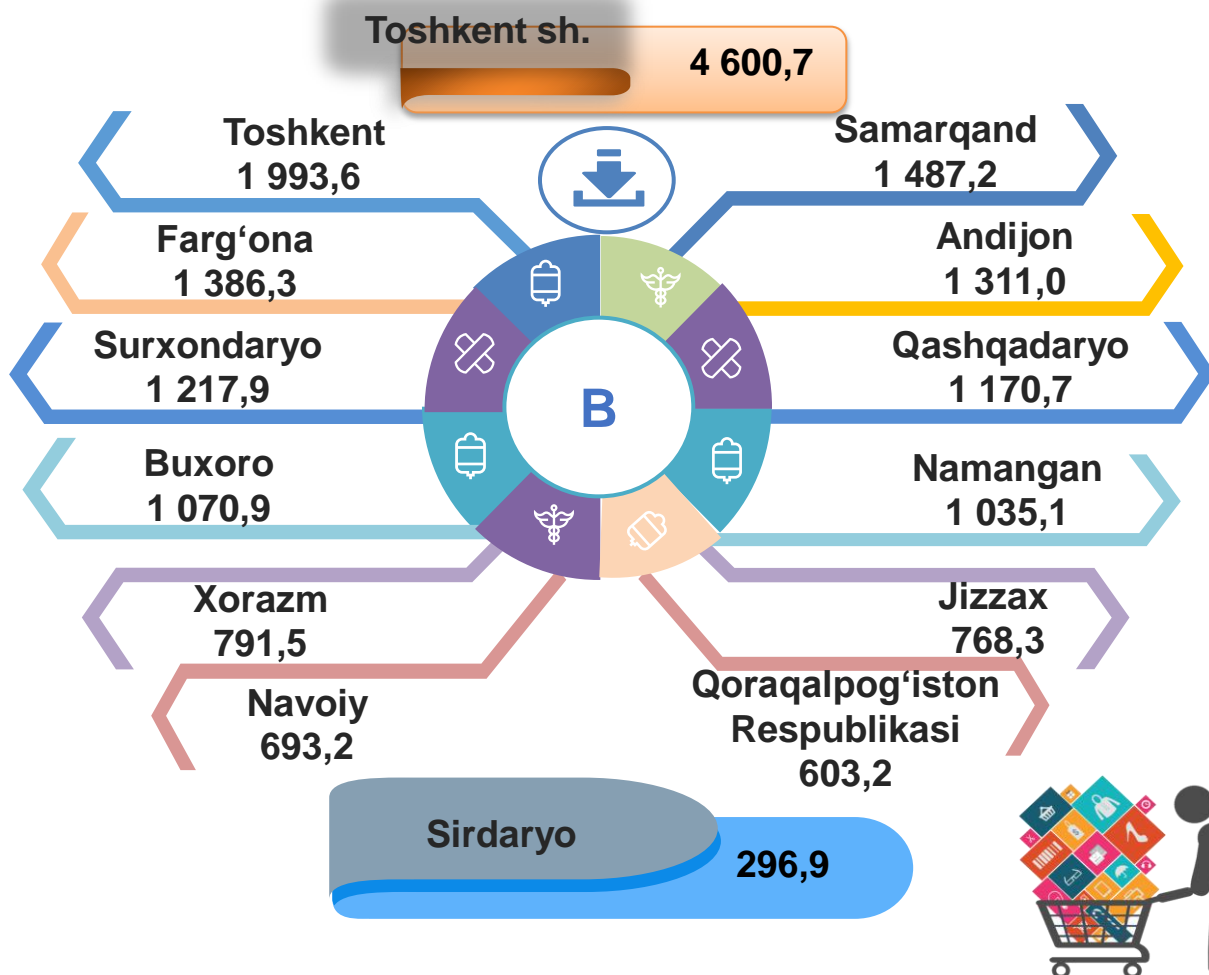 Toshkent sh.
4 600,7
Toshkent
1 993,6
Samarqand
1 487,2
Farg‘ona
1 386,3
Andijon
1 311,0
Surxondaryo
1 217,9
Qashqadaryo
1 170,7
B
Buxoro
1 070,9
Namangan
1 035,1
Xorazm
791,5
Jizzax
768,3
Navoiy
693,2
Qoraqalpog‘iston
Respublikasi
603,2
Sirdaryo
296,9